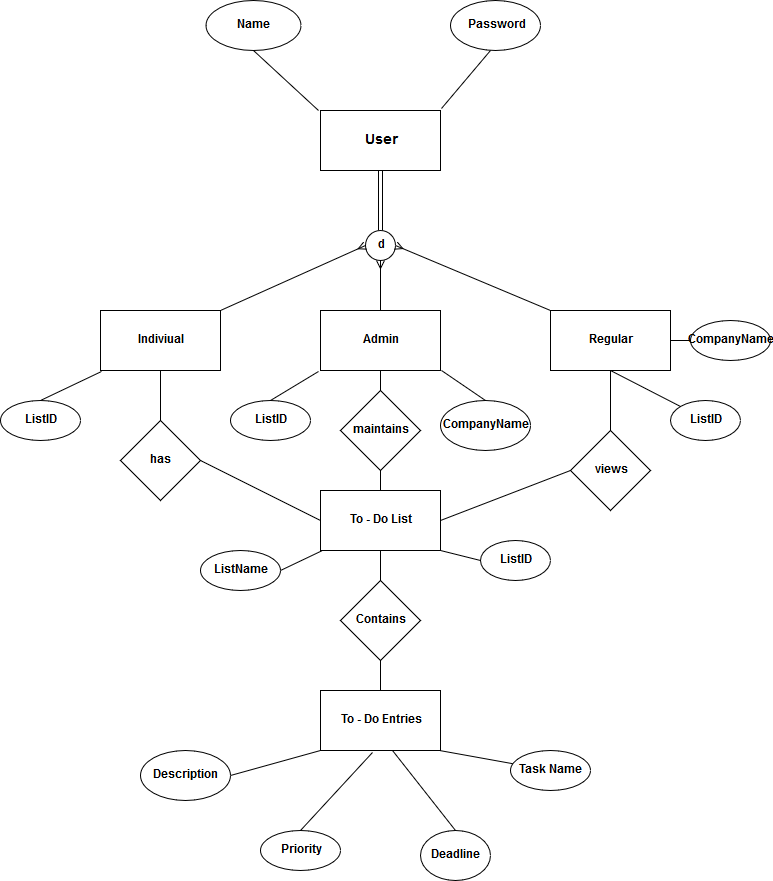 Name
Password
User
d
Indiviual
Admin
Regular
CompanyName
ListID
ListID
maintains
CompanyName
ListID
has
views
To - Do List
ListName
ListID
Contains
To - Do Entries
Description
Task Name
Priority
Deadline